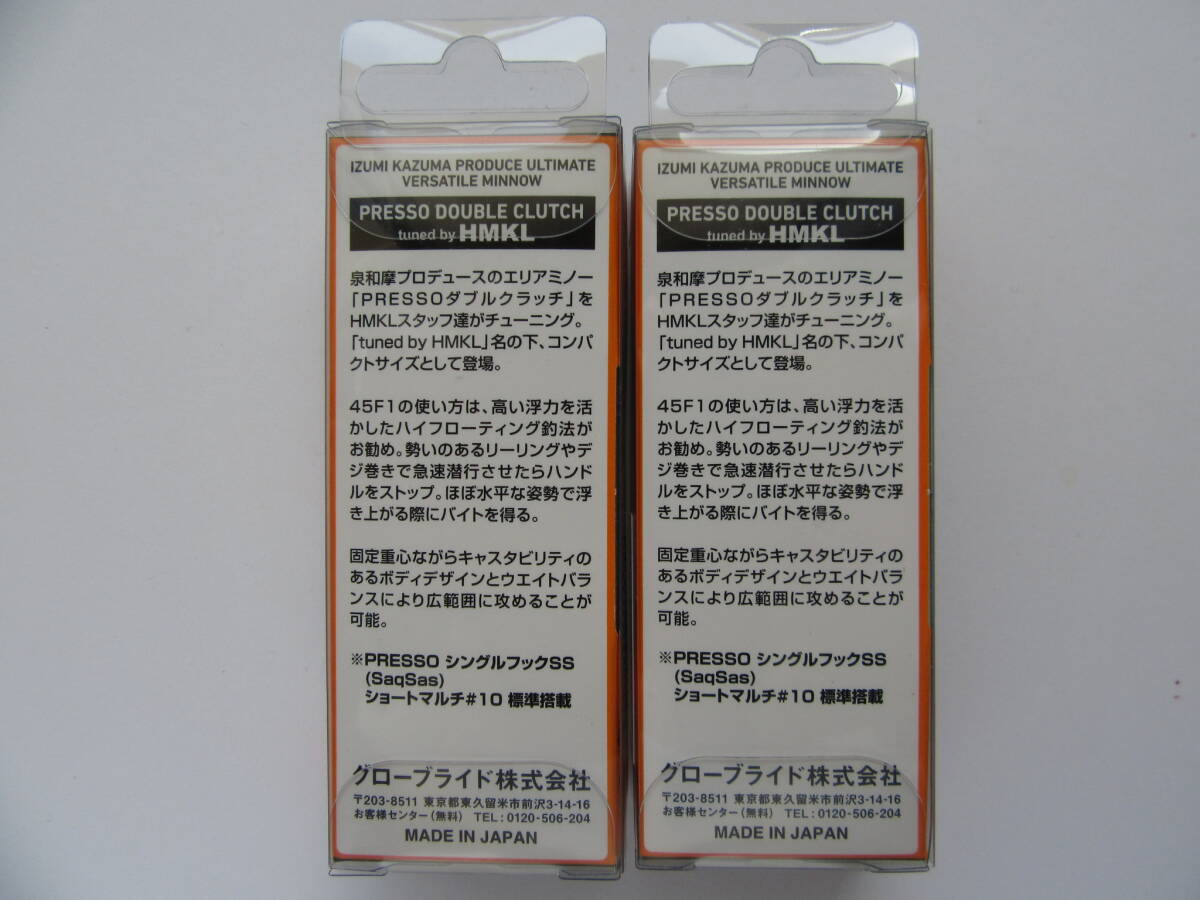 IZUMI KAZUMA PRODUCE ULTIMATE
VERSATILE MINNOW
PRESSO DOUBLE CLUTCH
tuned by HMKL
泉和摩プロデュースのエリアミノー
「PRESSOダブルクラッチ」を
HMKLスタッフ達がチューニング。
「tuned by HMKL」名の下、コンパ
クトサイズとして登場。
45F1の使い方は、高い浮力を活
かしたハイフローティング釣法が
お勧め。勢いのあるリーリングやデ
ジ巻きで急速潜行させたらハンド
ルをストップ。ほぼ水平な姿勢で浮
き上がる際にバイトを得る。
固定重心ながらキャスタビリティの
あるボディデザインとウエイトバラ
ンスにより広範囲に攻めることが
可能。
※PRESSO シングルフックSS
(SaqSas)
ショートマルチ#10 標準搭載
グローブライド株式会社
〒203-8511 東京都東久留米市前沢3-14-16
お客様センター(無料) TEL:0120-506-204
MADE IN JAPAN
IZUMI KAZUMA PRODUCE ULTIMATE
VERSATILE MINNOW
PRESSO DOUBLE CLUTCH
tuned by HMKL
泉和摩プロデュースのエリアミノー
「PRESSOダブルクラッチ」を
HMKLスタッフ達がチューニング。
「tuned by HMKL」名の下、コンパ
クトサイズとして登場。
45F1の使い方は、高い浮力を活
かしたハイフローティング釣法が
お勧め。勢いのあるリーリングやデ
ジ巻きで急速潜行させたらハンド
ルをストップ。ほぼ水平な姿勢で浮
き上がる際にバイトを得る。
固定重心ながらキャスタビリティの
あるボディデザインとウエイトバラ
ンスにより広範囲に攻めることが
可能。
※PRESSO シングルフックSS
(SaqSas)
ショートマルチ#10 標準搭載
グローブライド株式会社
〒203-8511 東京都東久留米市前沢3-14-16
お客様センター(無料) TEL:0120-506-204
MADE IN JAPAN